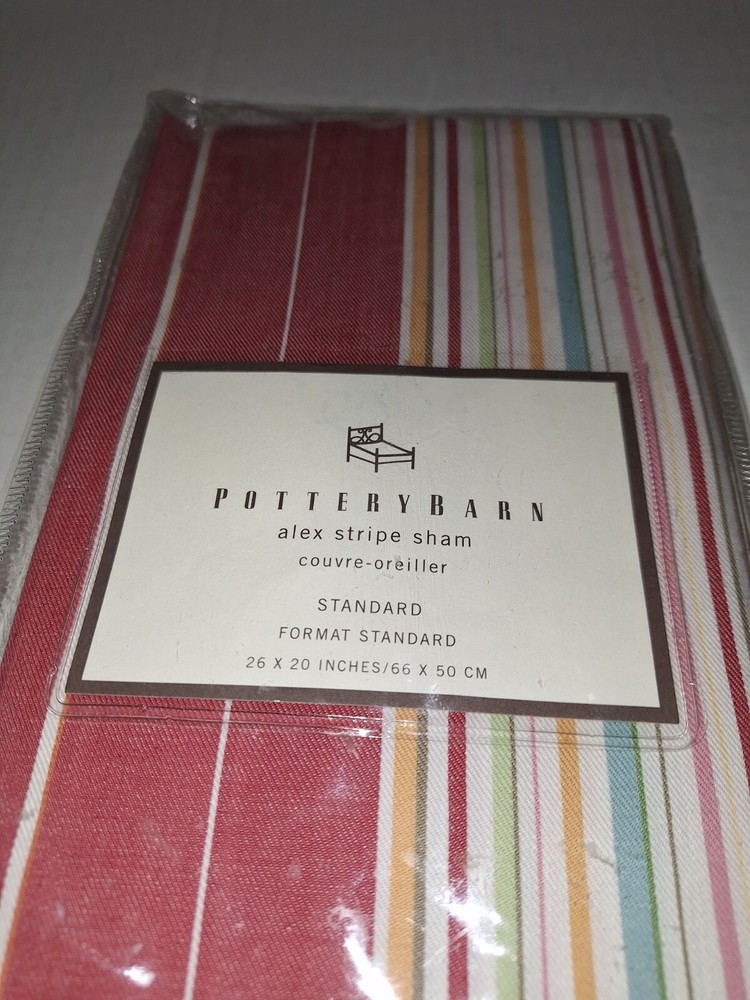 POTTERYBARN
alex stripe sham
couvre-oreiller
STANDARD
FORMAT STANDARD
26 X 20 INCHES/66 X 50 CM